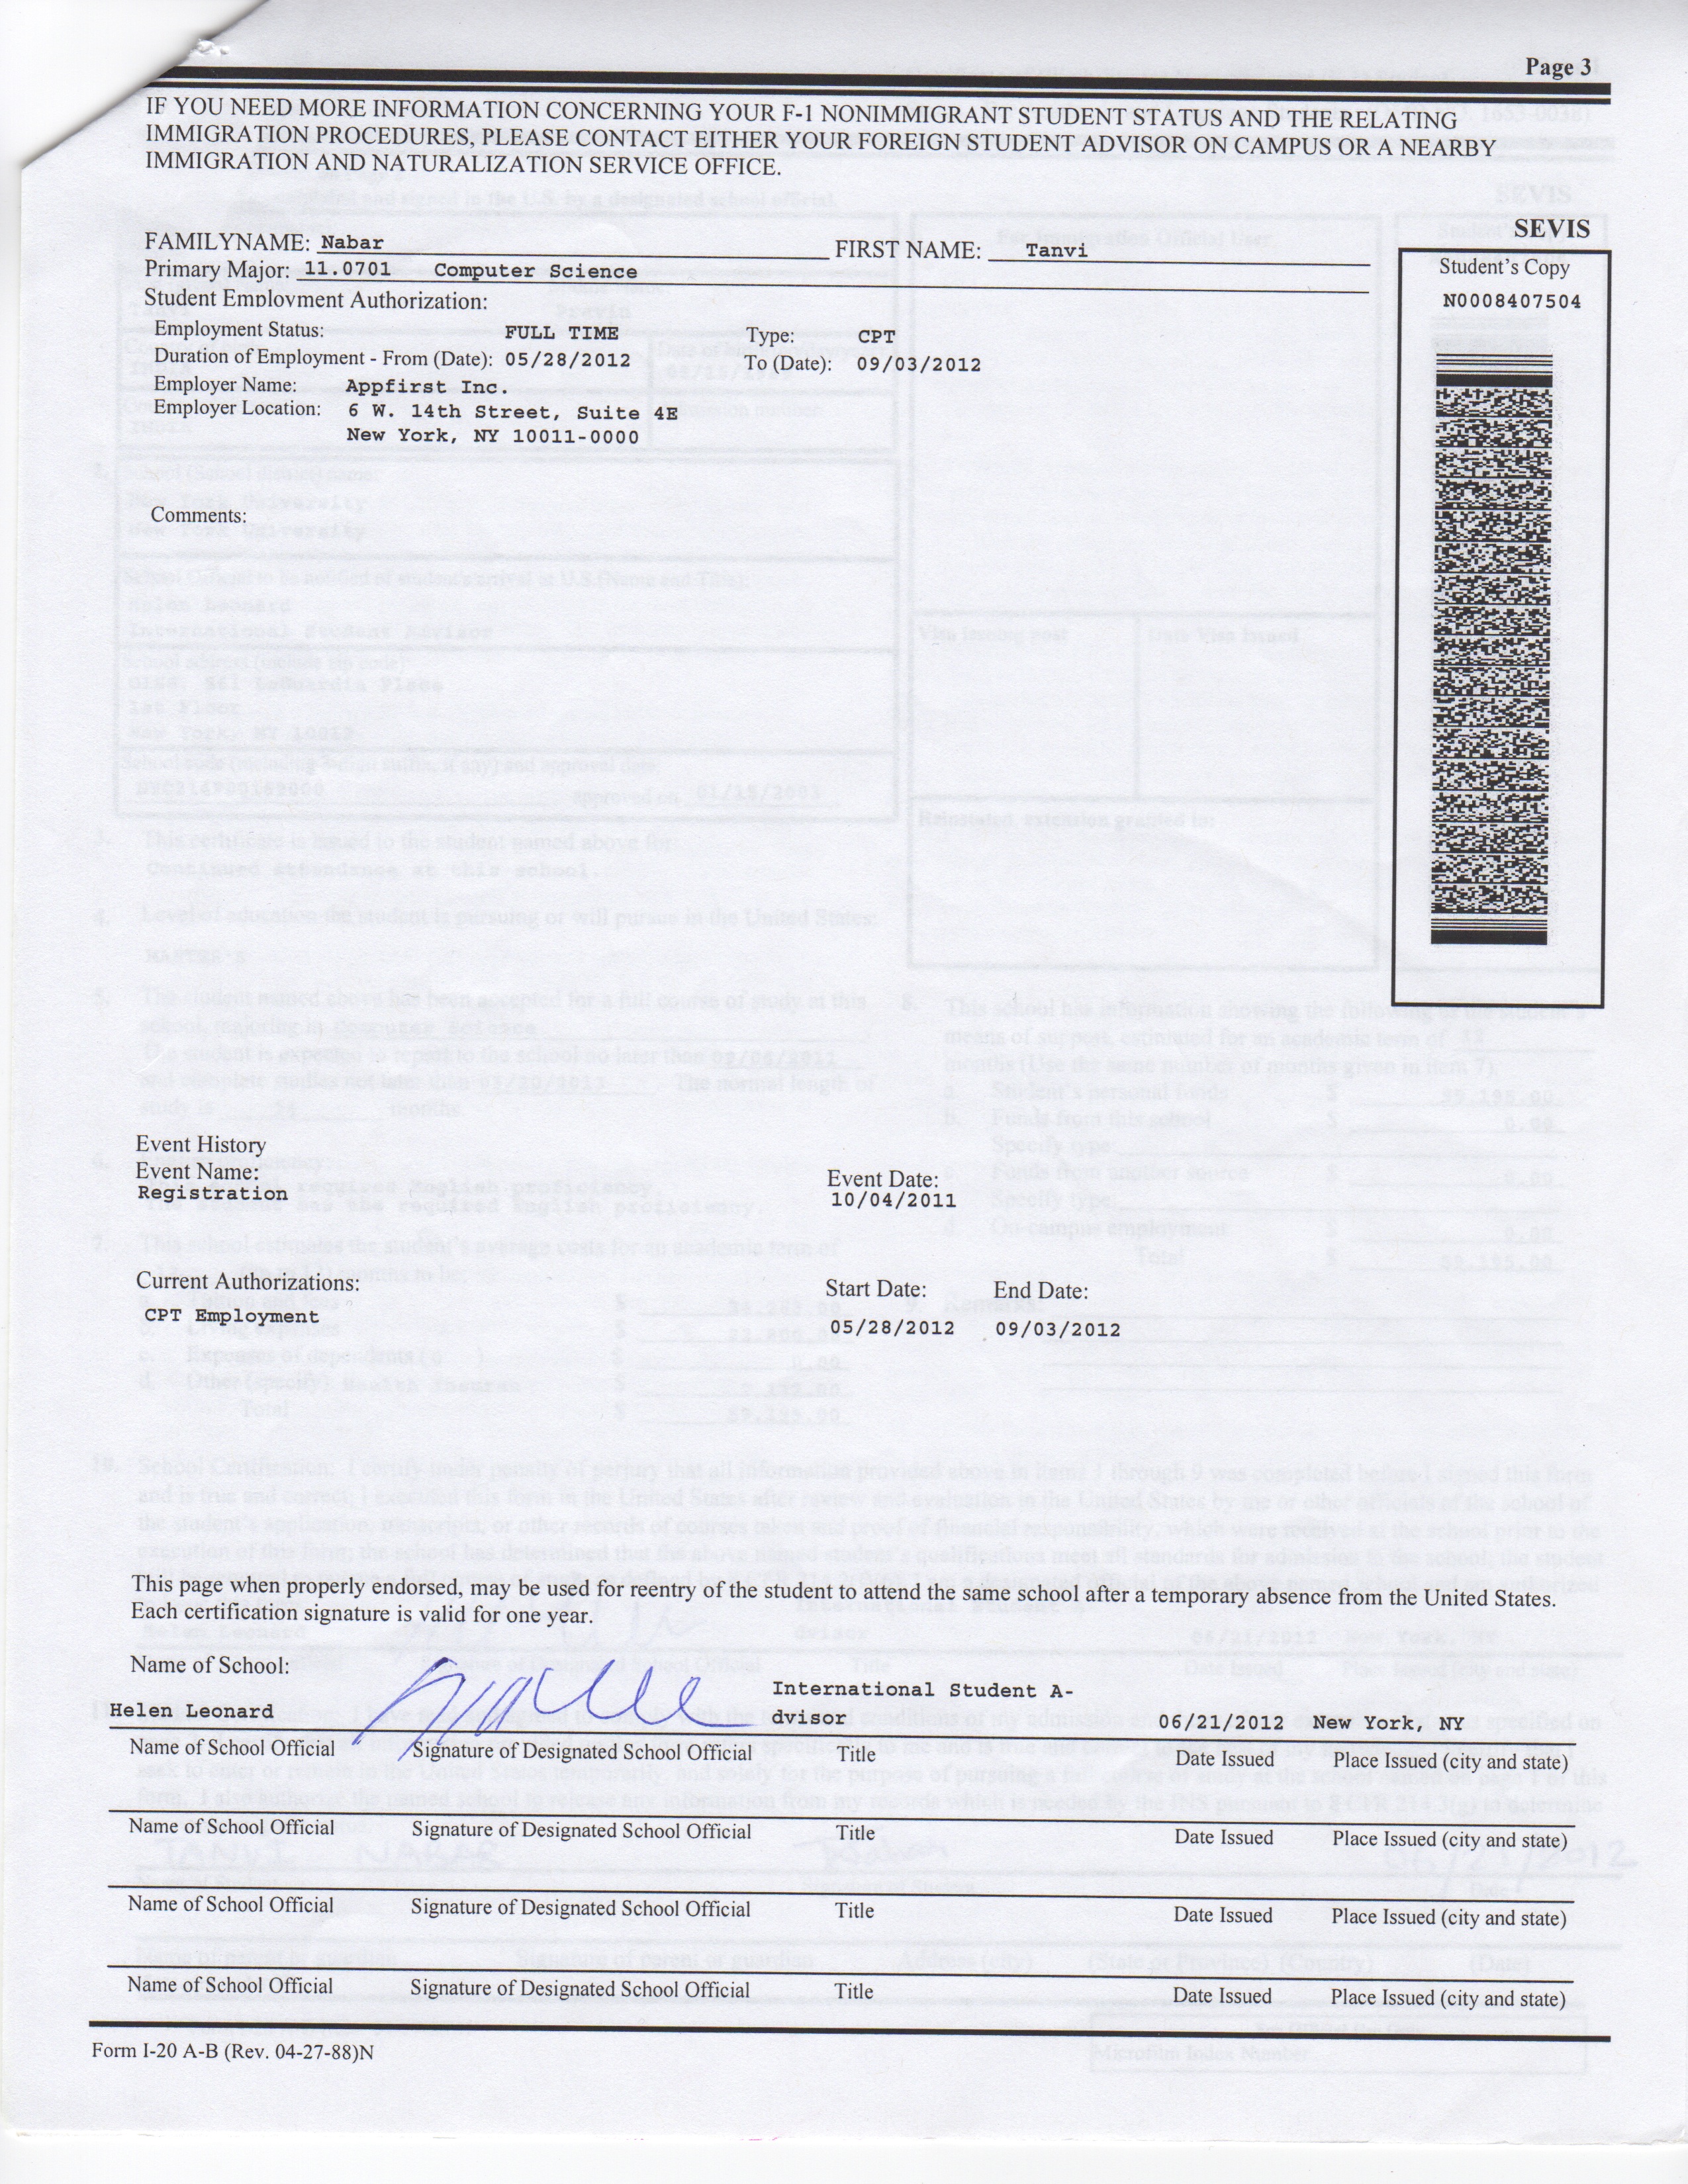 Page 3
IF YOU NEED MORE INFORMATION CONCERNING YOUR F-1 NONIMMIGRANT STUDENT STATUS AND THE RELATING
IMMIGRATION PROCEDURES, PLEASE CONTACT EITHER YOUR FOREIGN STUDENT ADVISOR ON CAMPUS OR A NEARBY
IMMIGRATION AND NATURALIZATION SERVICE OFFICE.
SEVIS
Student's Copy
N0008407504
FAMILYNAME: Nabar FIRST NAME: Tanvi
Primary Major: 11.0701 Computer Science
Student Employment Authorization:
Employment Status: FULL TIME Type: CPT
Duration of Employment - From (Date): 05/28/2012 To (Date): 09/03/2012
Employer Name: Appfirst Inc.
Employer Location: 6 W. 14th Street, Suite 4E
New York, NY 10011-0000
Comments:
Event History
Event Name: Event Date:
Registration 10/04/2011
Current Authorizations: Start Date: End Date:
CPT Employment 05/28/2012 09/03/2012
This page when properly endorsed, may be used for reentry of the student to attend the same school after a temporary absence from the United States.
Each certification signature is valid for one year.
Name of School:
International Student A-
Helen Leonard dvisor 06/21/2012 New York, NY
Name of School Official Signature of Designated School Official Title Date Issued Place Issued (city and state)
Name of School Official Signature of Designated School Official Title Date Issued Place Issued (city and state)
Name of School Official Signature of Designated School Official Title Date Issued Place Issued (city and state)
Name of School Official Signature of Designated School Official Title Date Issued Place Issued (city and state)
Form I-20 A-B (Rev. 04-27-88)N